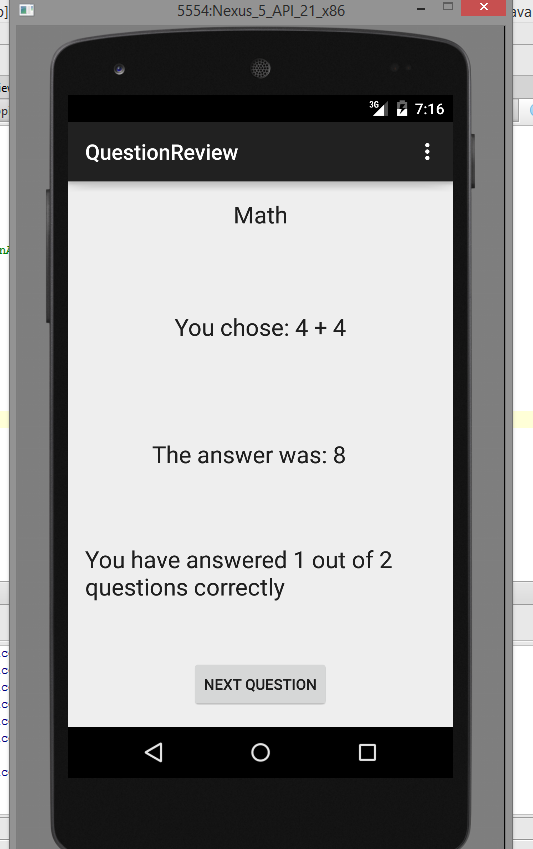 5554:Nexus_5_API_21_x86
ava
3G 7:16
QuestionReview
Math
You chose: 4 + 4
The answer was: 8
You have answered 1 out of 2
questions correctly
NEXT QUESTION